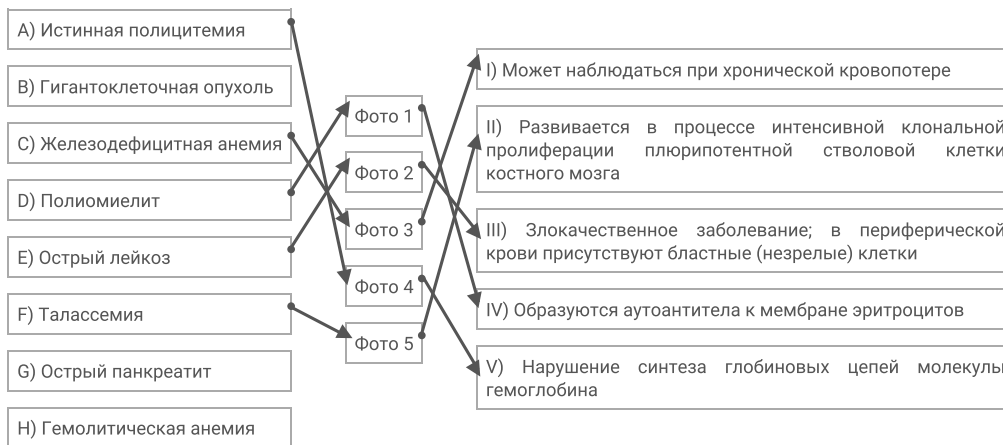 A) Истинная полицитемия
B) Гигантоклеточная опухоль
C) Железодефицитная анемия
D) Полиомиелит
E) Острый лейкоз
F) Талассемия
G) Острый панкреатит
H) Гемолитическая анемия
Фото 1
Фото 2
Фото 3
Фото 4
Фото 5
I) Может наблюдаться при хронической кровопотере
II) Развивается в процессе интенсивной клональной
пролиферации плюрипотентной стволовой клетки
костного мозга
III) Злокачественное заболевание; в периферической
крови присутствуют бластные (незрелые) клетки
IV) Образуются аутоантитела к мембране эритроцитов
V) Нарушение синтеза глобиновых цепей молекулы
гемоглобина